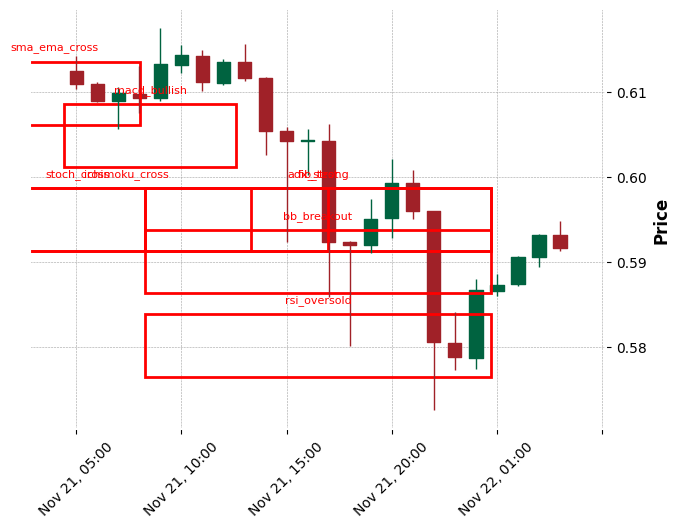 sma_ema_cross
macd_bullish
stoch_cross
ichimoku_cross
adx_strong
bb_breakout
rsi_oversold
0.61
0.60
0.59
0.58
Price
Nov 21, 05:00
Nov 21, 10:00
Nov 21, 15:00
Nov 21, 20:00
Nov 22, 01:00